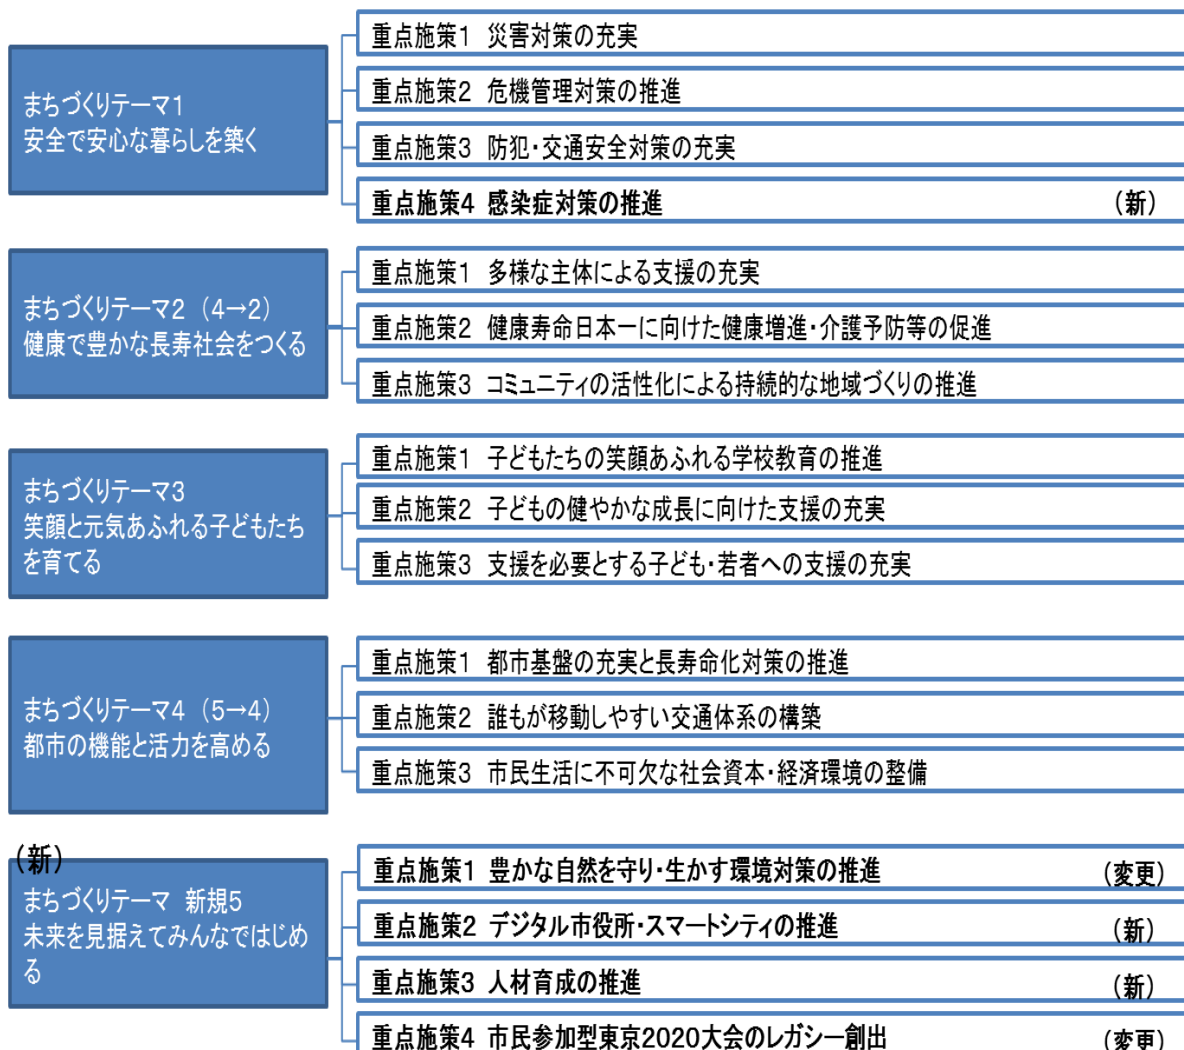 まちづくりテーマ1
安全で安心な暮らしを築く
重点施策1 災害対策の充実
重点施策2 危機管理対策の推進
重点施策3 防犯・交通安全対策の充実
重点施策4 感染症対策の推進 (新)
まちづくりテーマ2 (4→2)
健康で豊かな長寿社会をつくる
重点施策1 多様な主体による支援の充実
重点施策2 健康寿命日本一に向けた健康増進・介護予防等の促進
重点施策3 コミュニティの活性化による持続的な地域づくりの推進
まちづくりテーマ3
笑顔と元気あふれる子どもたち
を育てる
重点施策1 子どもたちの笑顔あふれる学校教育の推進
重点施策2 子どもの健やかな成長に向けた支援の充実
重点施策3 支援を必要とする子ども・若者への支援の充実
まちづくりテーマ4 (5→4)
都市の機能と活力を高める
重点施策1 都市基盤の充実と長寿命化対策の推進
重点施策2 誰もが移動しやすい交通体系の構築
重点施策3 市民生活に不可欠な社会資本・経済環境の整備
(新)
まちづくりテーマ 新規5
未来を見据えてみんなではじめ
る
重点施策1 豊かな自然を守り・生かす環境対策の推進 (変更)
重点施策2 デジタル市役所・スマートシティの推進 (新)
重点施策3 人材育成の推進 (新)
重点施策4 市民参加型東京2020大会のレガシー創出 (変更)